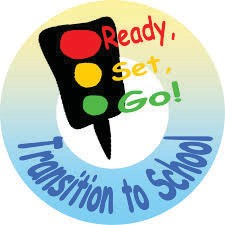 Ready,
Set,
Go!
Transition to School